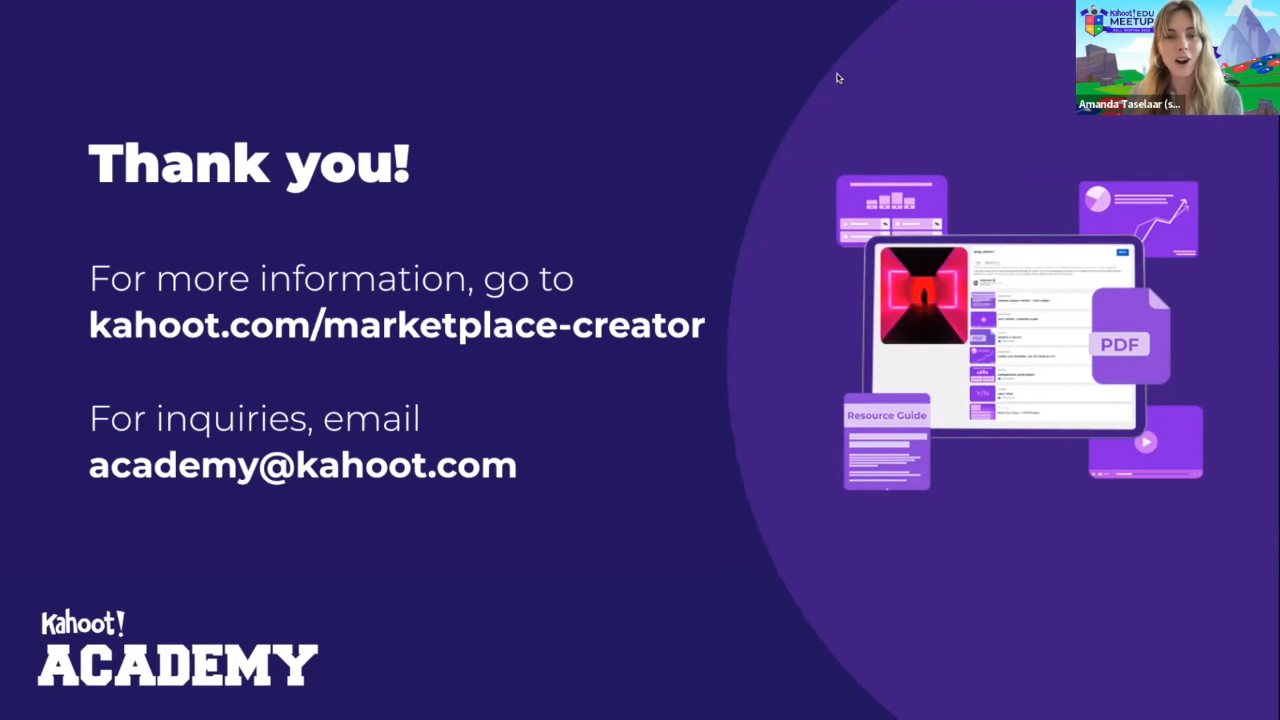 Kahoot! EDU
MEETUP
Amanda Taselaar (s...
Thank you!
For more information, go to
kahoot.com/marketplace-creator
For inquiries, email
academy@kahoot.com
PDF
PDF
Y/N
Resource Guide
Kahoot!
ACADEMY